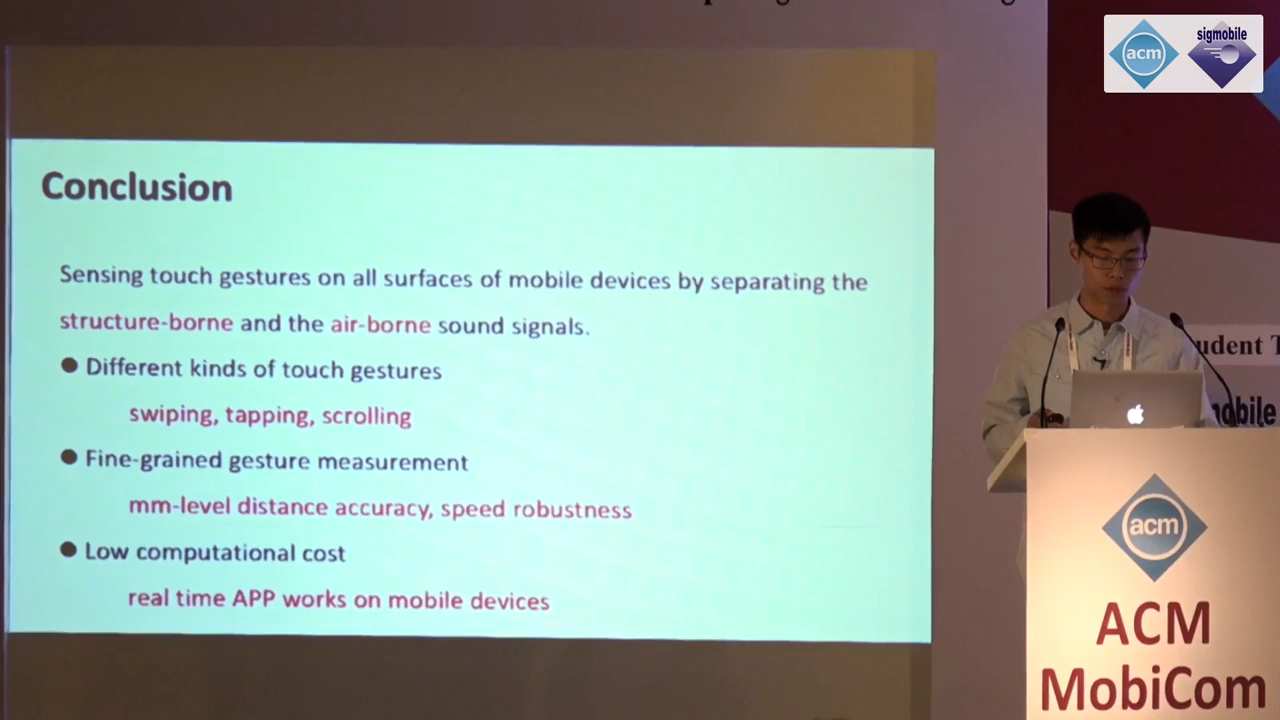 acm
sigmobile
Conclusion
Sensing touch gestures on all surfaces of mobile devices by separating the
structure-borne and the air-borne sound signals.
● Different kinds of touch gestures
swiping, tapping, scrolling
● Fine-grained gesture measurement
mm-level distance accuracy, speed robustness
● Low computational cost
real time APP works on mobile devices
udent T
obile
acm
ACM
MobiCom